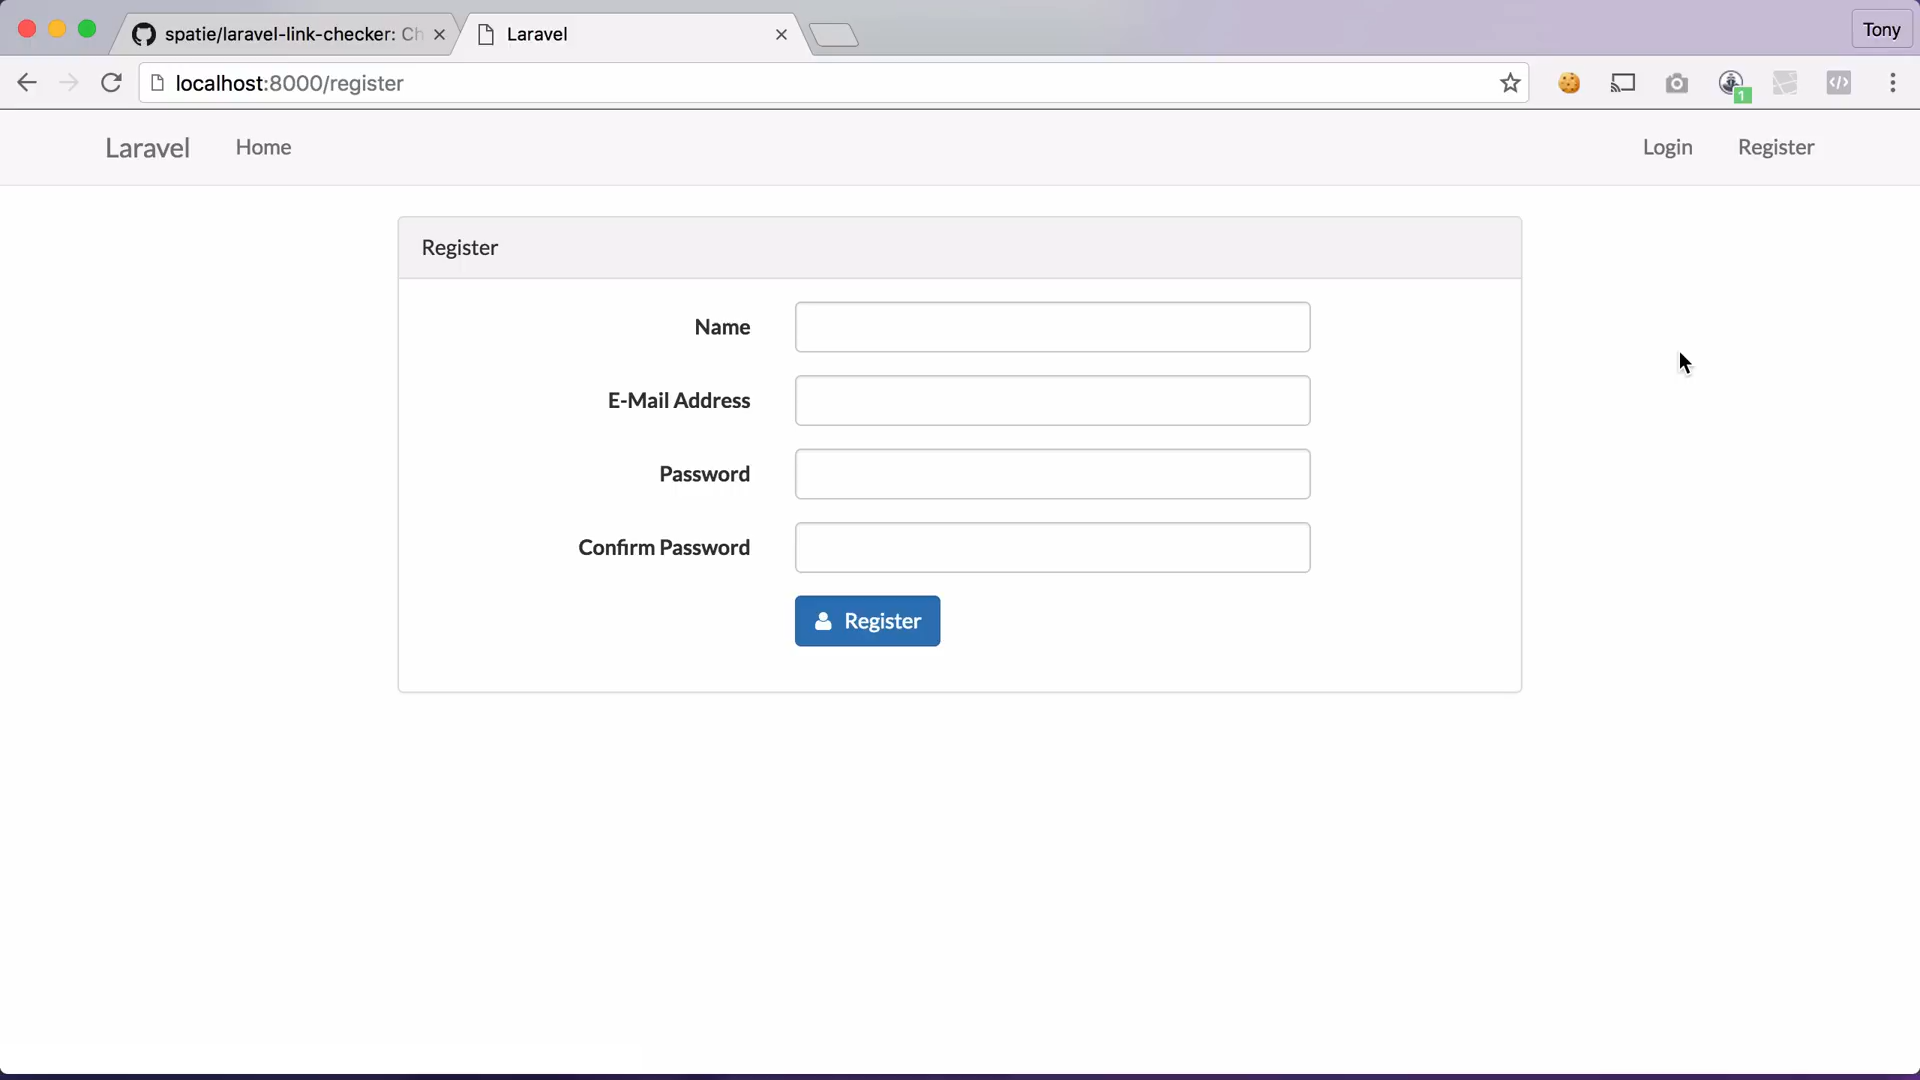 spatie/laravel-link-checker: Ch
Laravel
Tony
localhost:8000/register
1
Laravel
Home
Login
Register
Register
Name
E-Mail Address
Password
Confirm Password
Register